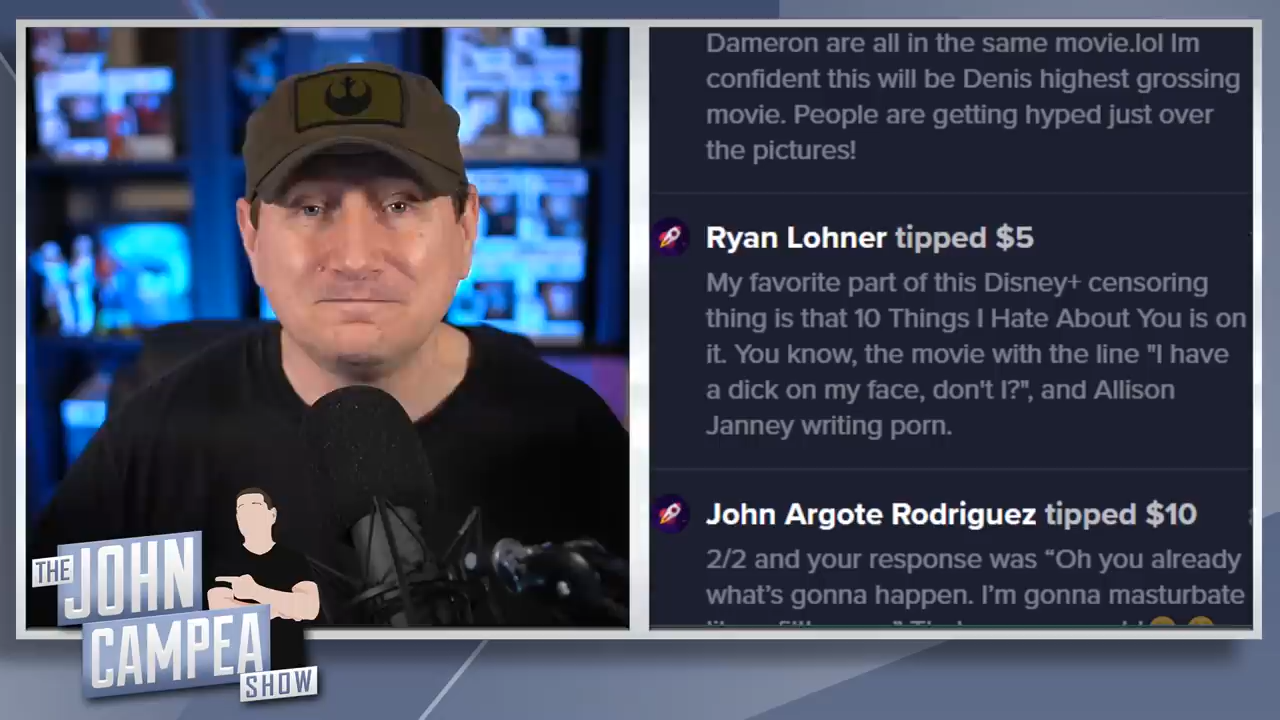 Dameron are all in the same movie.lol Im
confident this will be Denis highest grossing
movie. People are getting hyped just over
the pictures!
Ryan Lohner tipped $5
My favorite part of this Disney+ censoring
thing is that 10 Things I Hate About You is on
it. You know, the movie with the line "I have
a dick on my face, don't I?", and Allison
Janney writing porn.
John Argote Rodriguez tipped $10
2/2 and your response was “Oh you already
what’s gonna happen. I’m gonna masturbate
THE
JOHN
CAMPEA
SHOW